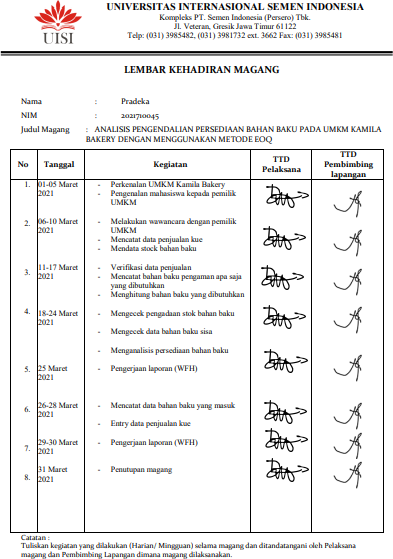 UISI
UNIVERSITAS INTERNASIONAL SEMEN INDONESIA
Kompleks PT. Semen Indonesia (Persero) Tbk.
Jl. Veteran, Gresik Jawa Timur 61122
Telp: (031) 3985482, (031) 3981732 ext. 3662 Fax: (031) 3985481
LEMBAR KEHADIRAN MAGANG
Nama : Pradeka
NIM : 2021710045
Judul Magang : ANALISIS PENGENDALIAN PERSEDIAAN BAHAN BAKU PADA UMKM KAMILA
BAKERY DENGAN MENGGUNAKAN METODE EOQ
No Tanggal Kegiatan TTD Pelaksana TTD Pembimbing lapangan
1. 01-05 Maret 2021
- Perkenalan UMKM Kamila Bakery
- Pengenalan mahasiswa kepada pemilik
UMKM
2. 06-10 Maret 2021
- Melakukan wawancara dengan pemilik
UMKM
- Mencatat data penjualan kue
- Mendata stock bahan baku
3. 11-17 Maret 2021
- Verifikasi data penjualan
- Mencatat bahan baku pengaman apa saja
yang dibutuhkan
- Menghitung bahan baku yang dibutuhkan
4. 18-24 Maret 2021
- Mengecek pengadaan stok bahan baku
- Mengecek data bahan baku sisa
- Menganalisis persediaan bahan baku
5. 25 Maret 2021
- Pengerjaan laporan (WFH)
6. 26-28 Maret 2021
- Mencatat data bahan baku yang masuk
- Entry data penjualan kue
7. 29-30 Maret 2021
- Pengerjaan laporan (WFH)
8. 31 Maret 2021
- Penutupan magang
Catatan :
Tuliskan kegiatan yang dilakukan (Harian/ Mingguan) selama magang dan ditandatangani oleh Pelaksana
magang dan Pembimbing Lapangan dimana magang dilaksanakan.